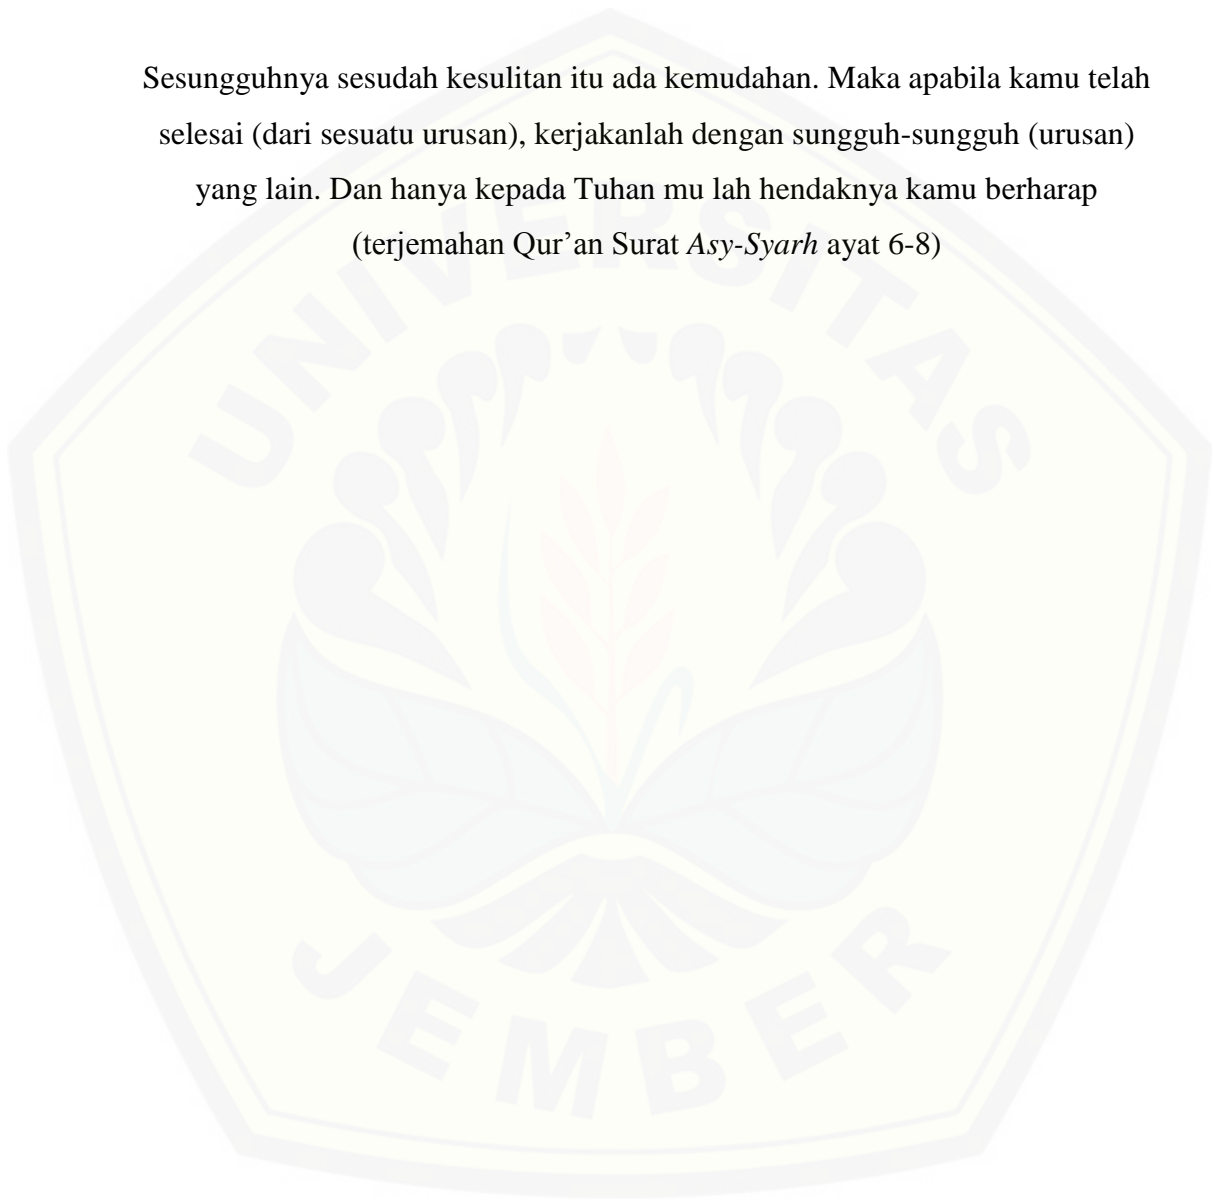 Sesungguhnya sesudah kesulitan itu ada kemudahan. Maka apabila kamu telah
selesai (dari sesuatu urusan), kerjakanlah dengan sungguh-sungguh (urusan)
yang lain. Dan hanya kepada Tuhan mu lah hendaknya kamu berharap
(terjemahan Qur’an Surat Asy-Syarh ayat 6-8)
UNIVERSITAS
JEMBER